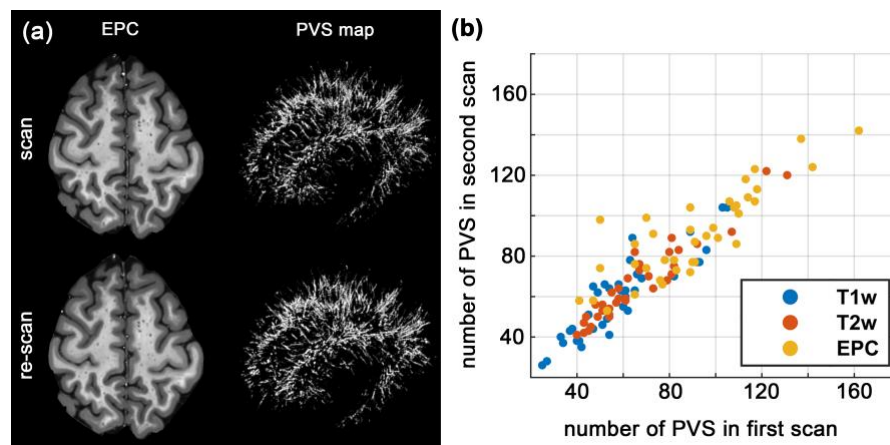 (a)
EPC
PVS map
scan
re-scan
(b)
number of PVS in second scan
160
120
80
40
T1w
T2w
EPC
40
80
120
160
number of PVS in first scan